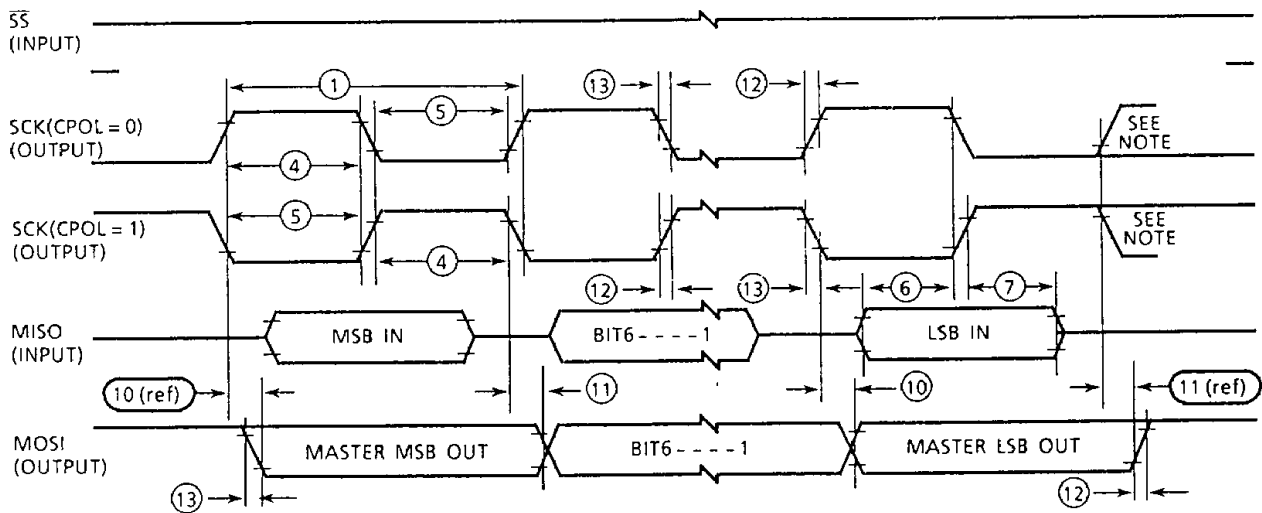 SS
(INPUT)
1
13
12
5
SCK(CPOL = 0)
(OUTPUT)
SEE
NOTE
4
5
SCK(CPOL = 1)
(OUTPUT)
SEE
NOTE
4
12
13
6
7
MISO
(INPUT)
MSB IN
BIT6 - - - - 1
LSB IN
10 (ref)
11
10
11 (ref)
MOSI
(OUTPUT)
MASTER MSB OUT
BIT6 - - - - 1
MASTER LSB OUT
13
12